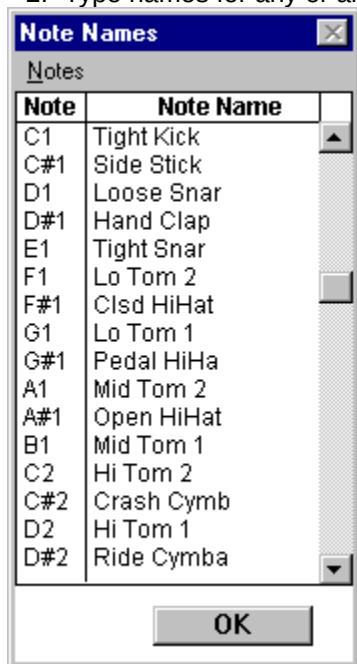 2. Type names for any or al
Note Names
Notes
Note Note Name
C1 Tight Kick
C#1 Side Stick
D1 Loose Snar
D#1 Hand Clap
E1 Tight Snar
F1 Lo Tom 2
F#1 Clsd HiHat
G1 Lo Tom 1
G#1 Pedal HiHa
A1 Mid Tom 2
A#1 Open HiHat
B1 Mid Tom 1
C2 Hi Tom 2
C#2 Crash Cymb
D2 Hi Tom 1
D#2 Ride Cymba
OK